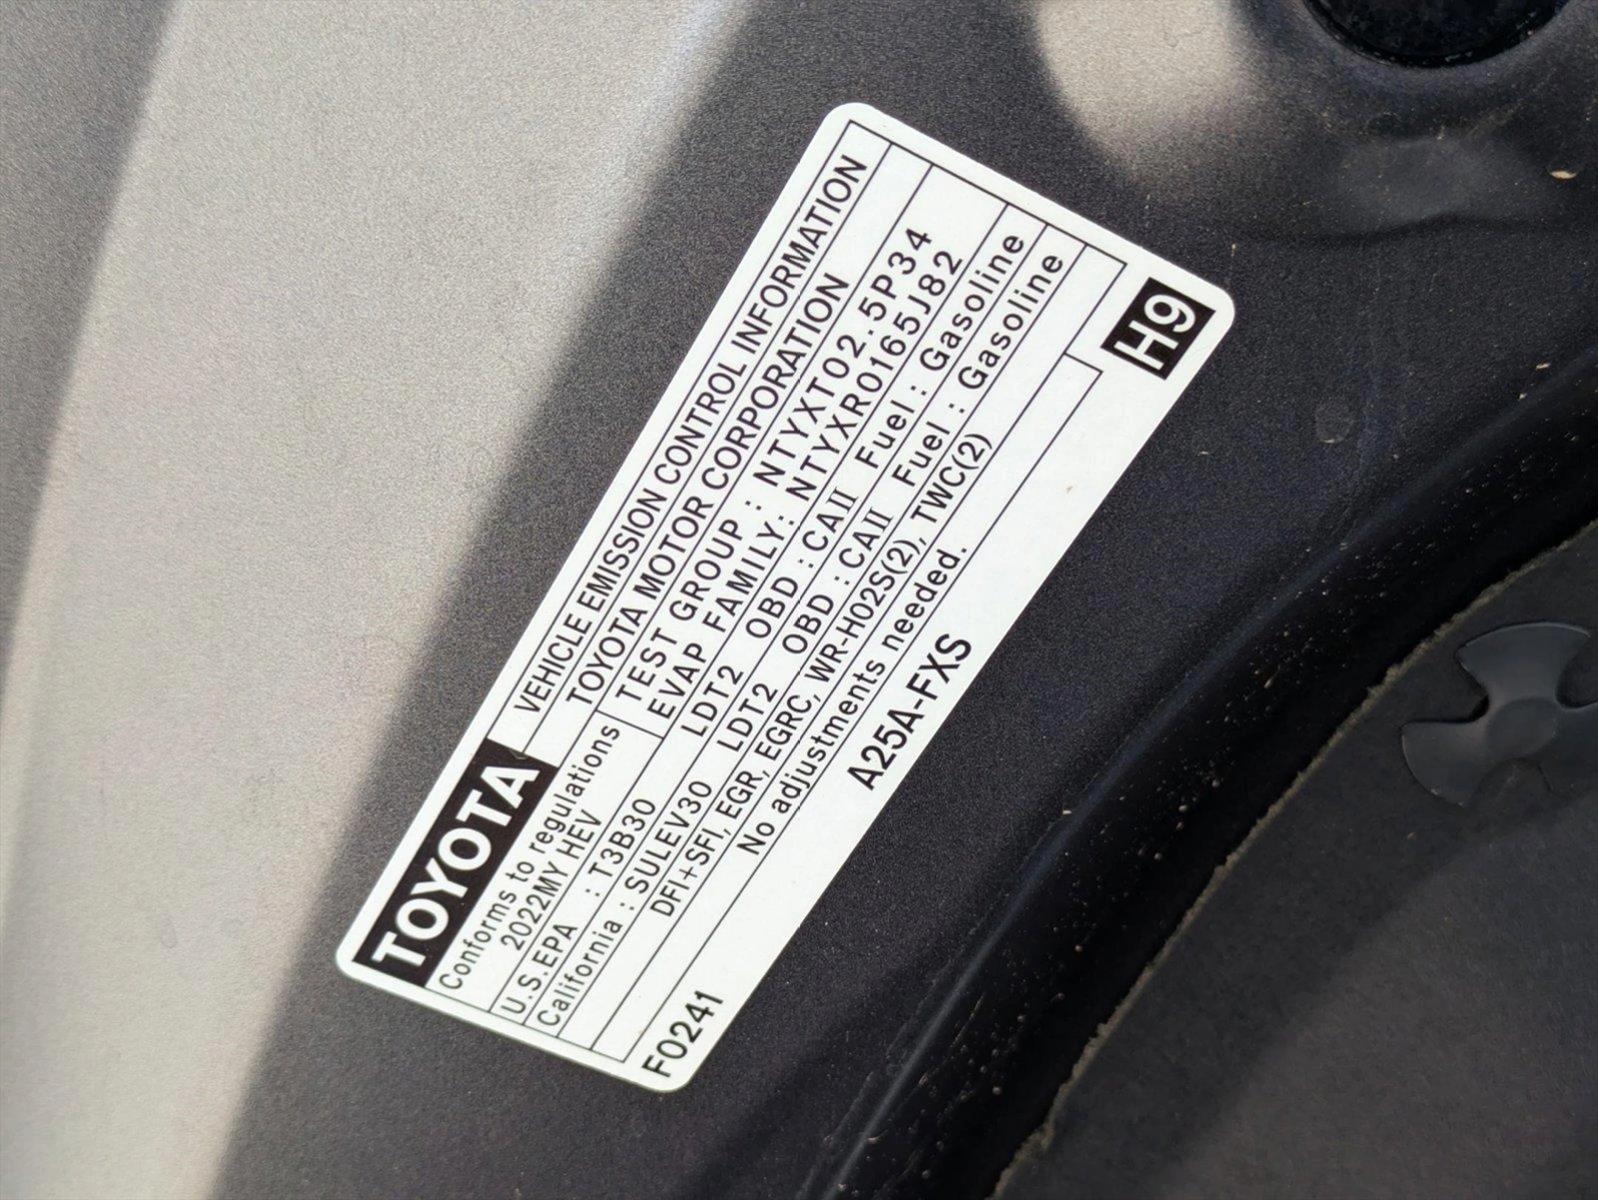 TOYOTA
VEHICLE EMISSION CONTROL INFORMATION
Conforms to regulations
TOYOTA MOTOR CORPORATION
2022MY HEV
TEST GROUP : NTYXT02.5P34
EVAP FAMILY: NTYXR0165J82
U.S.EPA : T3B30 LDT2 OBD : CAII Fuel : Gasoline
California : SULEV30 LDT2 OBD : CAII Fuel : Gasoline
DFI+SFI, EGR, EGRC, WR-HO2S(2), TWC(2)
No adjustments needed.
H9
F0241
A25A-FXS